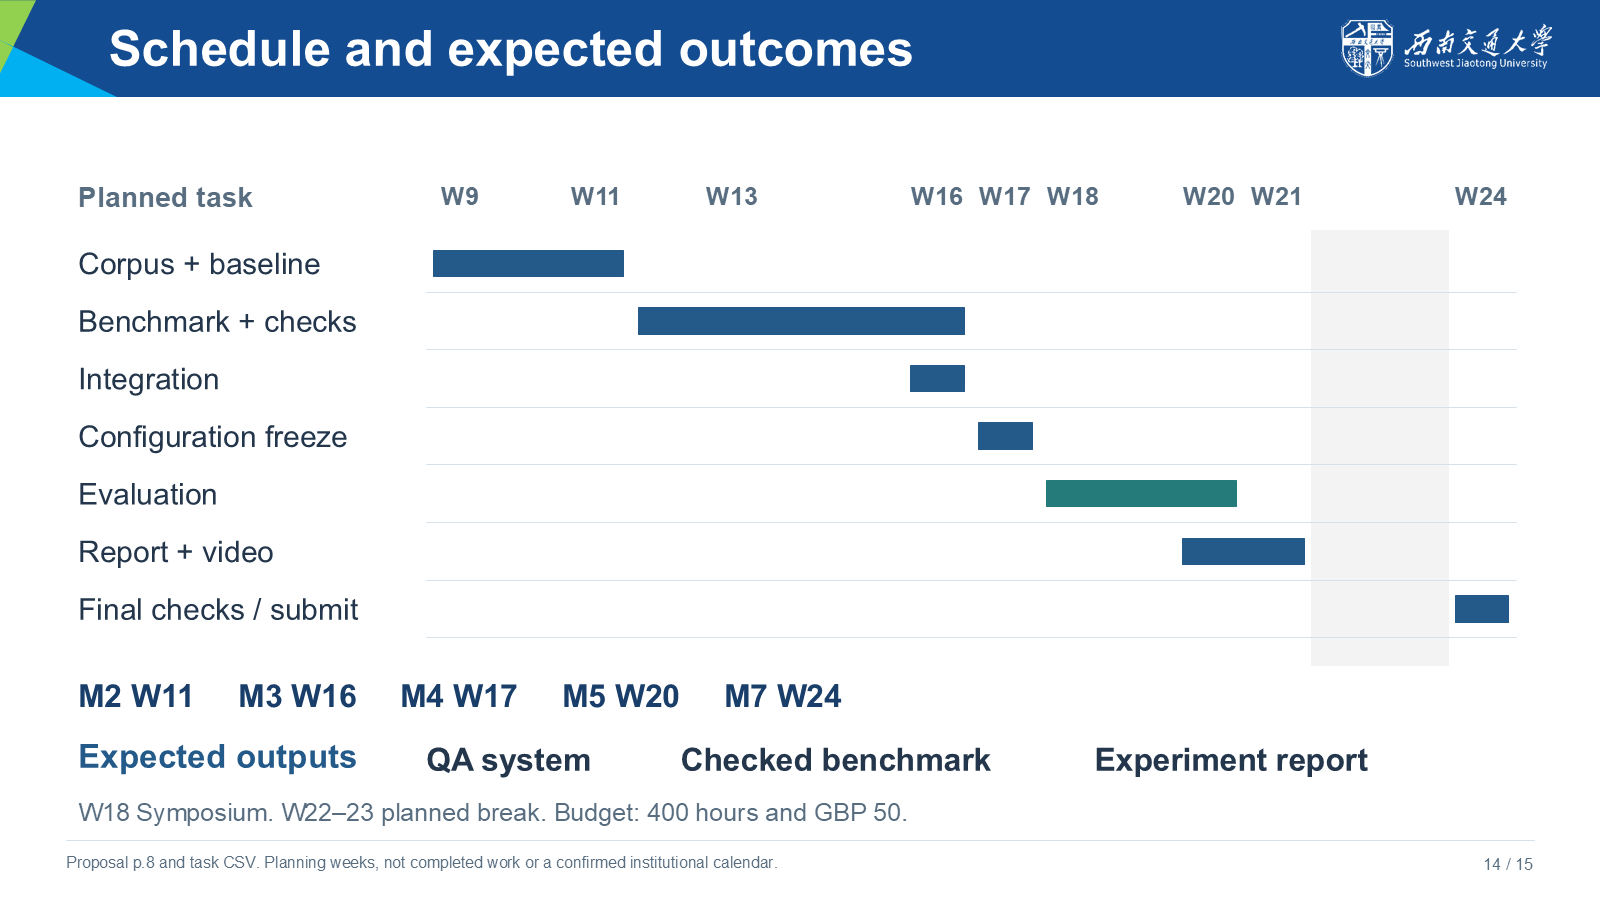 Schedule and expected outcomes
西南交通大学
Southwest Jiaotong University
Planned task W9 W11 W13 W16 W17 W18 W20 W21 W24
Corpus + baseline
Benchmark + checks
Integration
Configuration freeze
Evaluation
Report + video
Final checks / submit
M2 W11 M3 W16 M4 W17 M5 W20 M7 W24
Expected outputs QA system Checked benchmark Experiment report
W18 Symposium. W22–23 planned break. Budget: 400 hours and GBP 50.
Proposal p.8 and task CSV. Planning weeks, not completed work or a confirmed institutional calendar.
14 / 15